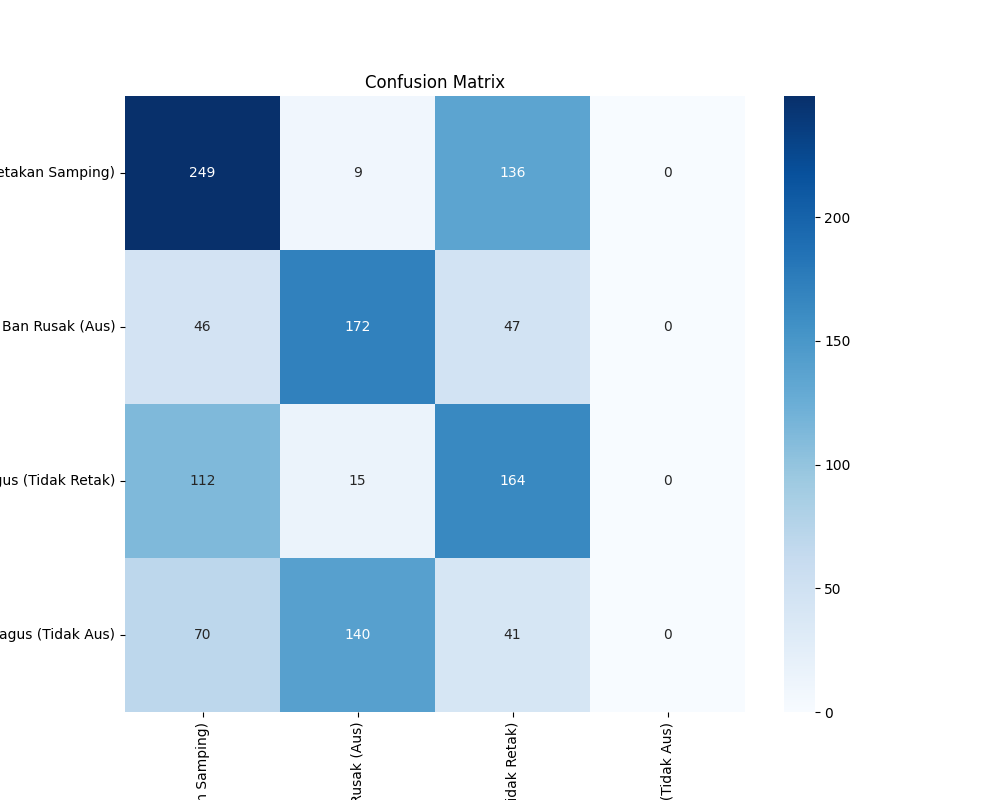 Confusion Matrix
etakan Samping) 249 9 136 0
Ban Rusak (Aus) 46 172 47 0
gus (Tidak Retak) 112 15 164 0
agus (Tidak Aus) 70 140 41 0
n Samping)
Rusak (Aus)
idak Retak)
(Tidak Aus)
200
150
100
50
0